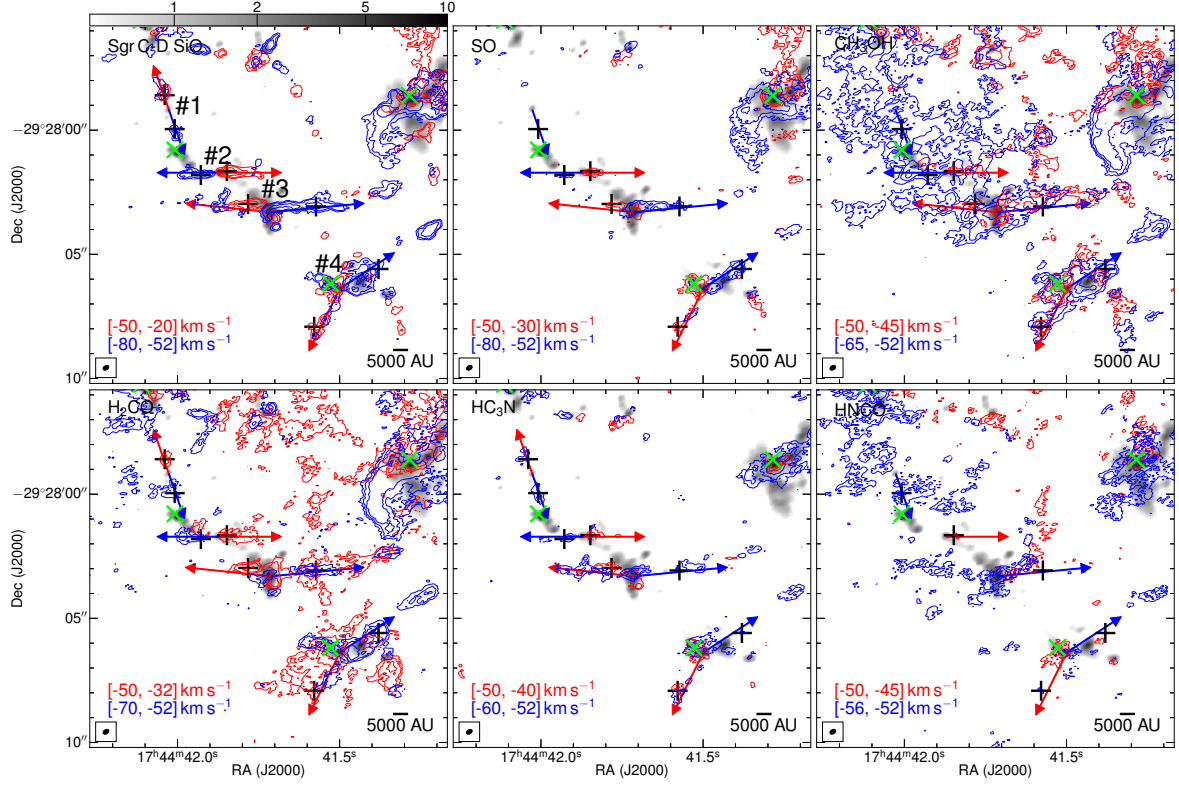 1 2 5 10
Sgr C-D SiO
SO
CH₃OH
#1
#2
#3
#4
−29°28′00″
05″
10″
Dec (J2000)
[-50, -20] km s⁻¹
[-80, -52] km s⁻¹
5000 AU
[-50, -30] km s⁻¹
[-80, -52] km s⁻¹
5000 AU
[-50, -45] km s⁻¹
[-65, -52] km s⁻¹
5000 AU
H₂CO
HC₃N
HNCO
−29°28′00″
05″
10″
Dec (J2000)
[-50, -32] km s⁻¹
[-70, -52] km s⁻¹
5000 AU
[-50, -40] km s⁻¹
[-60, -52] km s⁻¹
5000 AU
[-50, -45] km s⁻¹
[-56, -52] km s⁻¹
5000 AU
17ʰ44ᵐ42.0ˢ 41.5ˢ
17ʰ44ᵐ42.0ˢ 41.5ˢ
17ʰ44ᵐ42.0ˢ 41.5ˢ
RA (J2000)
RA (J2000)
RA (J2000)